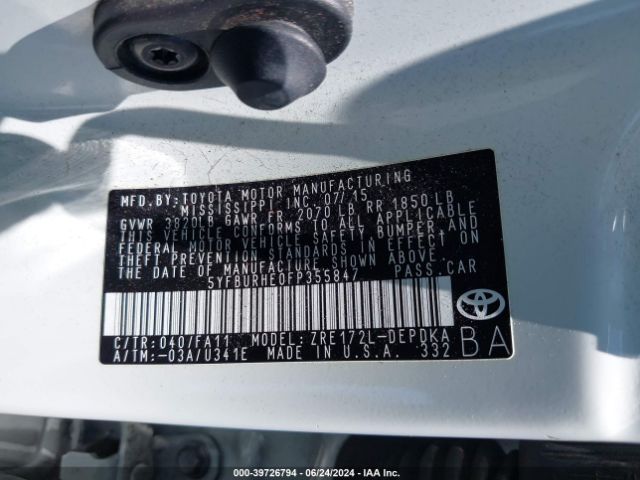 MFD.BY:TOYOTA MOTOR MANUFACTURING
MISSISSIPPI INC. 07/15
GVWR 3820LB GAWR FR 2070 LB RR 1850 LB
THIS VEHICLE CONFORMS TO ALL APPLICABLE
FEDERAL MOTOR VEHICLE SAFETY, BUMPER, AND
THEFT PREVENTION STANDARDS IN EFFECT ON
THE DATE OF MANUFACTURE SHOWN ABOVE.
5YFBURHE0FP355847 PASS.CAR
C/TR:040/FA11 MODEL:ZRE172L-DEPDKA
A/TM:-03A/U341E MADE IN U.S.A. 332
BA
000-39726794 / 06/24/2024 / IAA Inc.